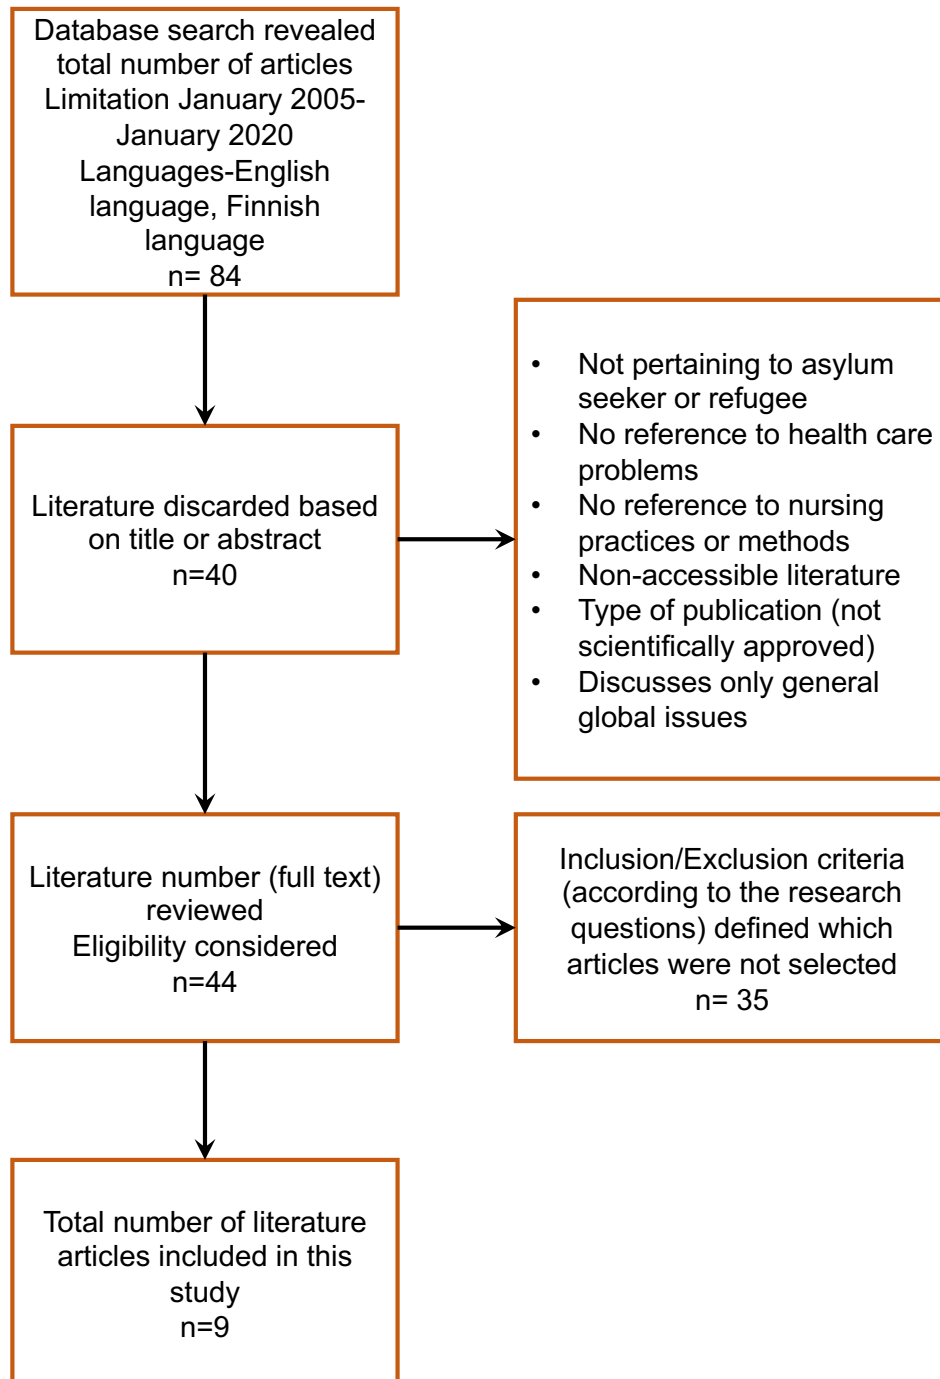 Database search revealed
total number of articles
Limitation January 2005-
January 2020
Languages-English
language, Finnish
language
n= 84
Literature discarded based
on title or abstract
n=40
• Not pertaining to asylum
seeker or refugee
• No reference to health care
problems
• No reference to nursing
practices or methods
• Non-accessible literature
• Type of publication (not
scientifically approved)
• Discusses only general
global issues
Literature number (full text)
reviewed
Eligibility considered
n=44
Inclusion/Exclusion criteria
(according to the research
questions) defined which
articles were not selected
n= 35
Total number of literature
articles included in this
study
n=9